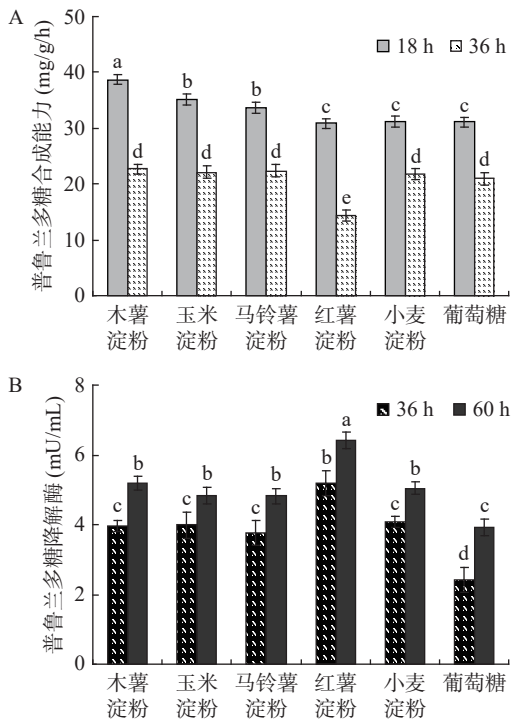 A
普鲁兰多糖合成能力 (mg/g/h)
50
40
30
20
10
0
18 h
36 h
a
b
b
c
c
c
d
d
d
e
d
d
木薯
淀粉
玉米
淀粉
马铃薯
淀粉
红薯
淀粉
小麦
淀粉
葡萄糖
B
普鲁兰多糖降解酶 (mU/mL)
8
6
4
2
0
36 h
60 h
c
b
c
b
c
b
b
a
c
b
d
c
木薯
淀粉
玉米
淀粉
马铃薯
淀粉
红薯
淀粉
小麦
淀粉
葡萄糖